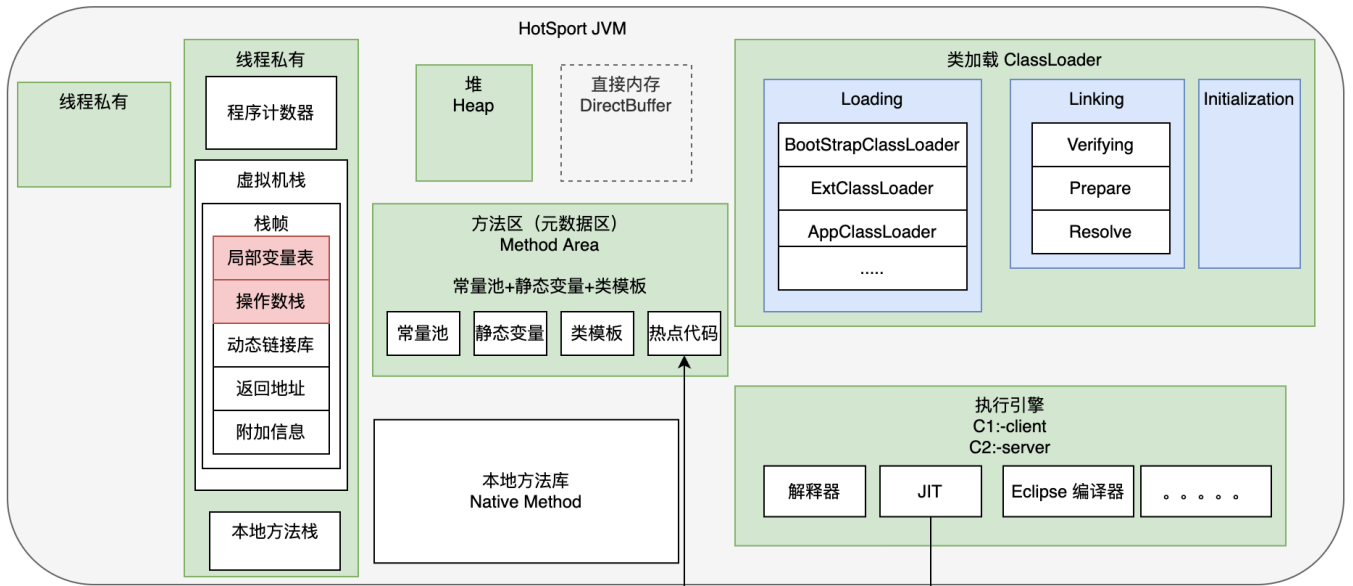 HotSport JVM
线程私有
线程私有
程序计数器
虚拟机栈
栈帧
局部变量表
操作数栈
动态链接库
返回地址
附加信息
本地方法栈
堆
Heap
直接内存
DirectBuffer
方法区（元数据区）
Method Area
常量池+静态变量+类模板
常量池
静态变量
类模板
热点代码
本地方法库
Native Method
类加载 ClassLoader
Loading
BootStrapClassLoader
ExtClassLoader
AppClassLoader
.....
Linking
Verifying
Prepare
Resolve
Initialization
执行引擎
C1:-client
C2:-server
解释器
JIT
Eclipse 编译器
。。。。。